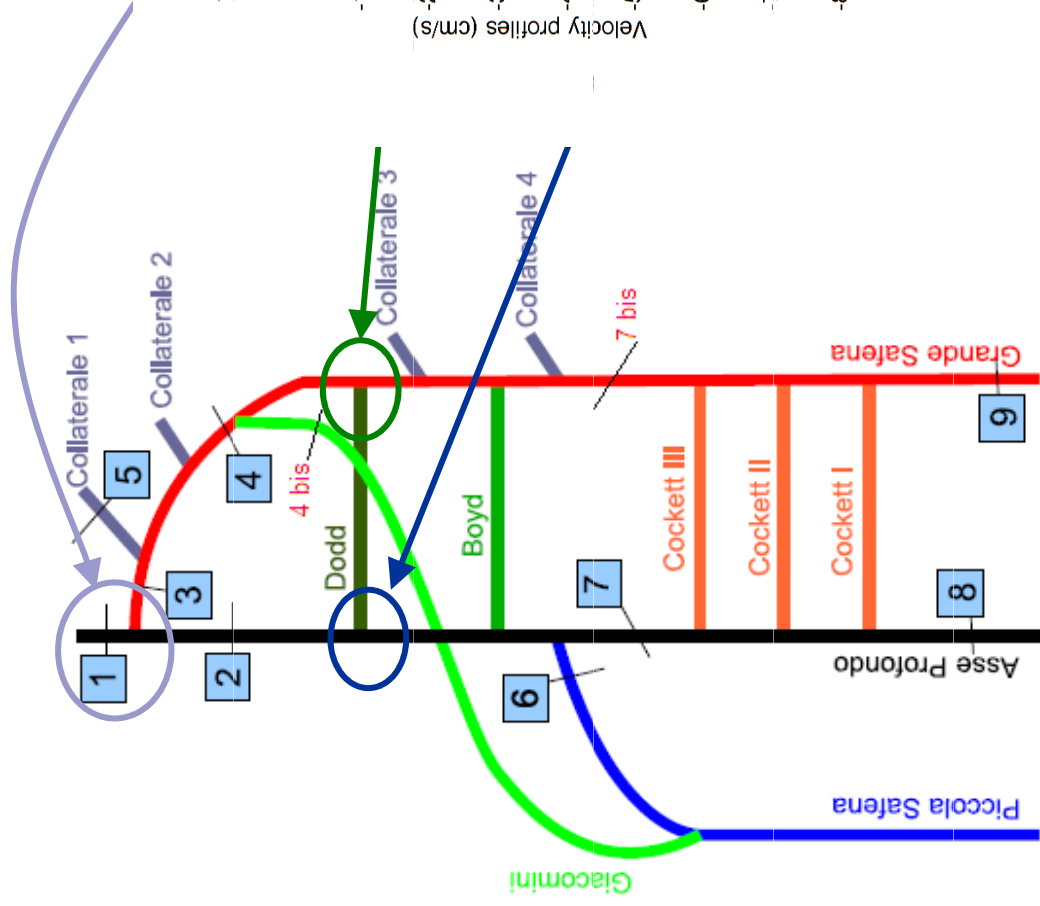 Velocity profiles (cm/s)
Collaterale 1
Collaterale 2
Collaterale 3
Collaterale 4
5
4
4 bis
7 bis
3
1
2
Dodd
Boyd
Cockett III
Cockett II
Cockett I
Grande Safena
9
7
8
6
Asse Profondo
Piccola Safena
Giacomini